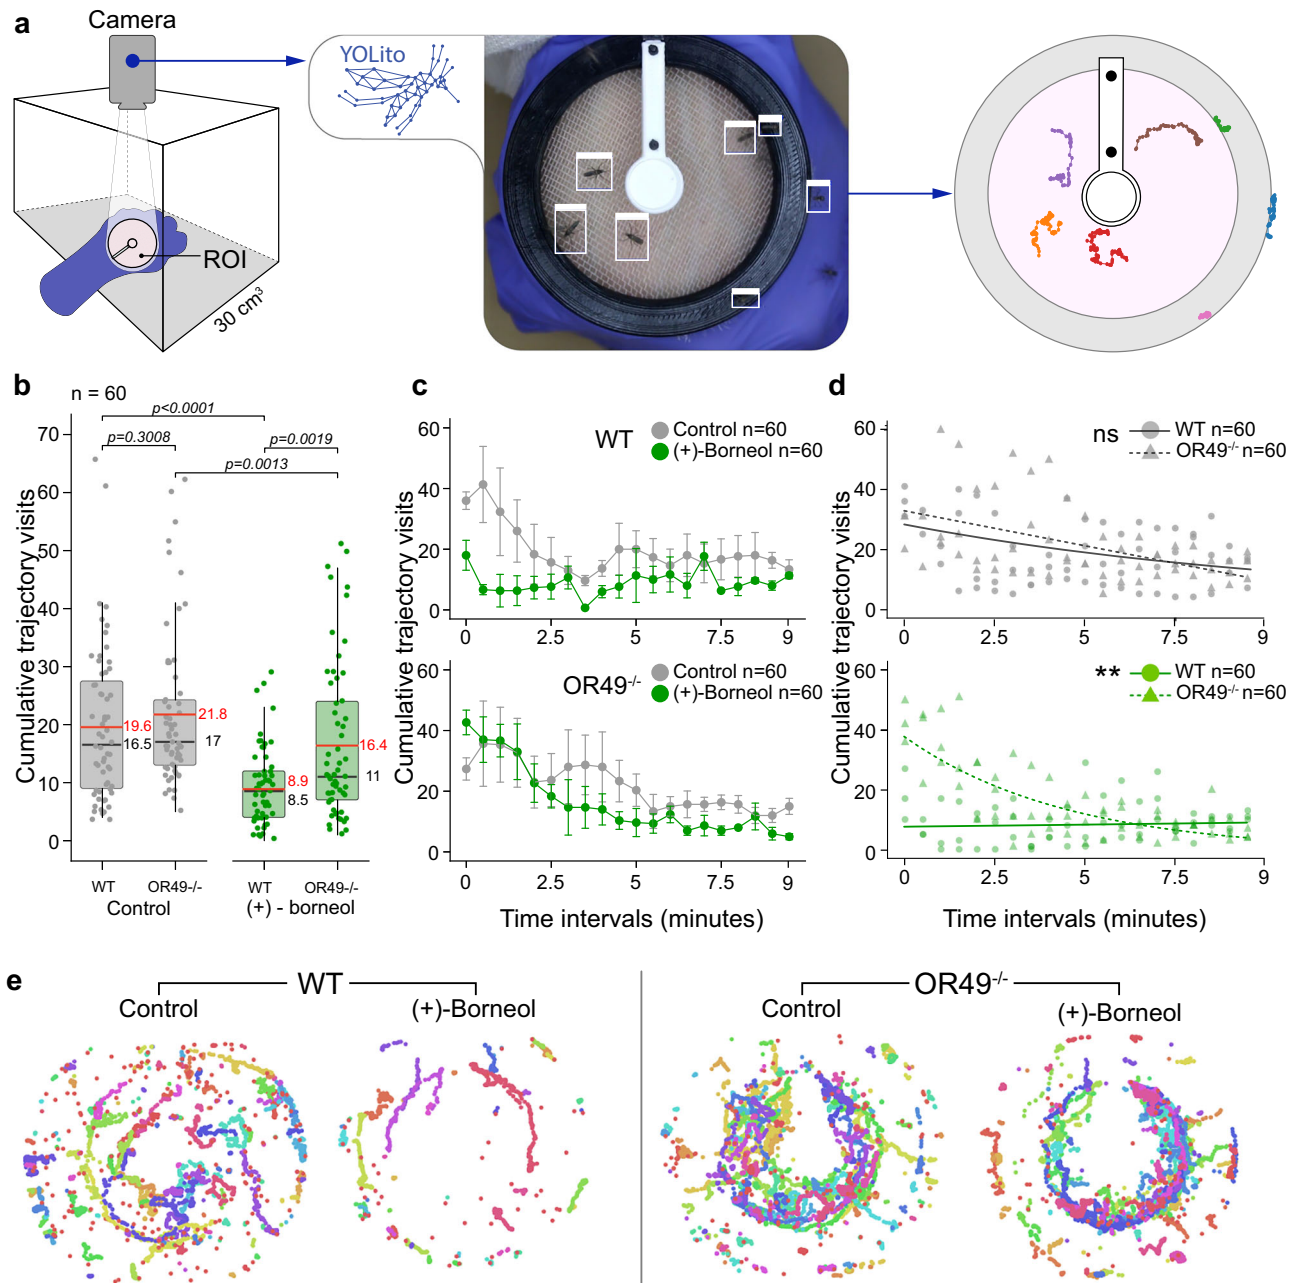 a
Camera
YOLito
ROI
30 cm³
b
n = 60
p<0.0001
p=0.3008
p=0.0019
p=0.0013
Cumulative trajectory visits
70
60
50
40
30
20
10
0
19.6
16.5
21.8
17
8.9
8.5
16.4
11
WT OR49-/- WT OR49-/-
Control (+) - borneol
c
Cumulative trajectory visits
WT
Control n=60
(+)-Borneol n=60
60
40
20
0
0 2.5 5 7.5 9
OR49-/-
Control n=60
(+)-Borneol n=60
60
40
20
0
0 2.5 5 7.5 9
Time intervals (minutes)
d
Cumulative trajectory visits
ns
WT n=60
OR49-/- n=60
60
40
20
0
0 2.5 5 7.5 9
**
WT n=60
OR49-/- n=60
60
40
20
0
0 2.5 5 7.5 9
Time intervals (minutes)
e
WT
Control (+)-Borneol
OR49-/-
Control (+)-Borneol